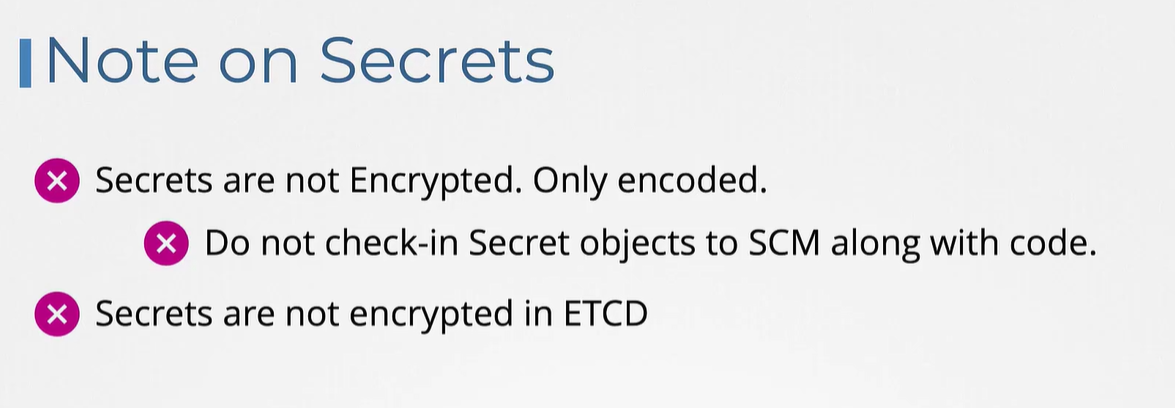 Note on Secrets
Secrets are not Encrypted. Only encoded.
Do not check-in Secret objects to SCM along with code.
Secrets are not encrypted in ETCD